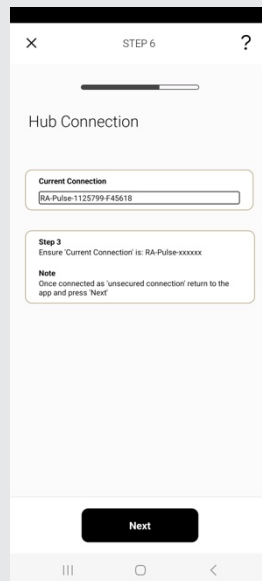 STEP 6
?
Hub Connection
Current Connection
RA-Pulse-1125799-F45618
Step 3
Ensure 'Current Connection' is: RA-Pulse-xxxxxx
Note
Once connected as 'unsecured connection' return to the
app and press 'Next'
Next